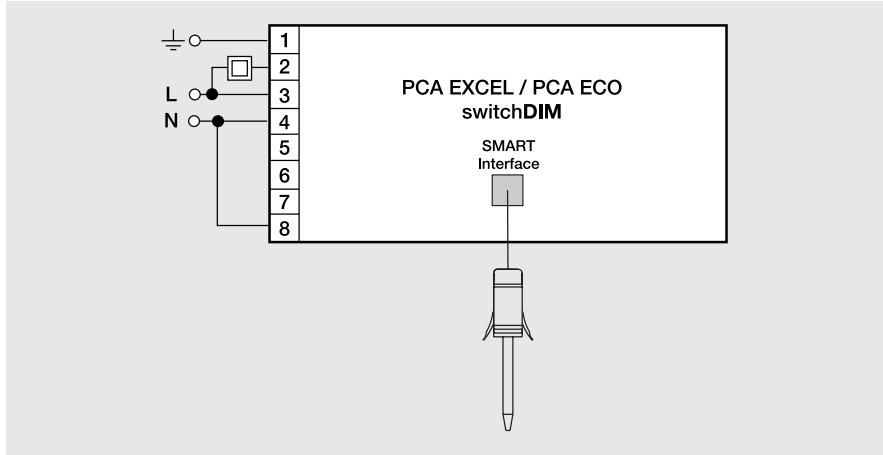 1
2
L 3
N 4
5
6
7
8
PCA EXCEL / PCA ECO
switchDIM
SMART
Interface